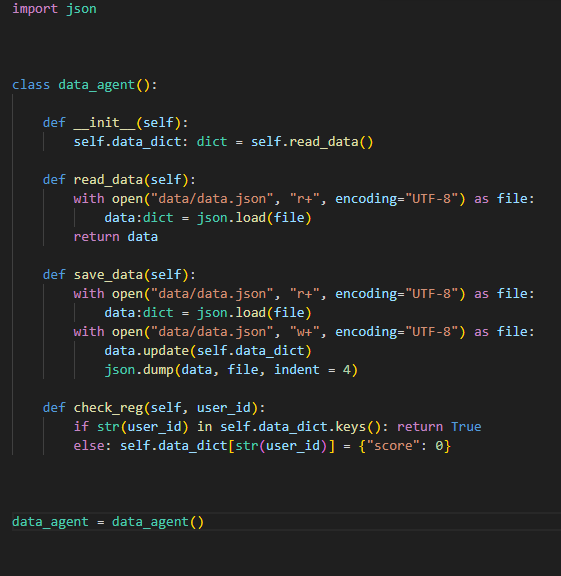 import json
class data_agent():
    def __init__(self):
        self.data_dict: dict = self.read_data()
    def read_data(self):
        with open("data/data.json", "r+", encoding="UTF-8") as file:
            data:dict = json.load(file)
        return data
    def save_data(self):
        with open("data/data.json", "r+", encoding="UTF-8") as file:
            data:dict = json.load(file)
        with open("data/data.json", "w+", encoding="UTF-8") as file:
            data.update(self.data_dict)
            json.dump(data, file, indent = 4)
    def check_reg(self, user_id):
        if str(user_id) in self.data_dict.keys(): return True
        else: self.data_dict[str(user_id)] = {"score": 0}
data_agent = data_agent()